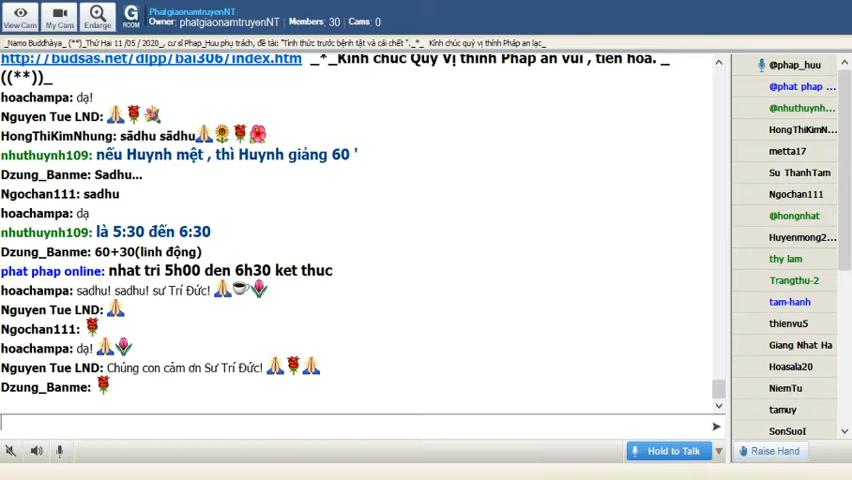 View Cam
My Cam
Enlarge
G
ROOM
PhatgiaonamtruyenNT
Owner: phatgiaonamtruyenNT Members: 30 Cams: 0
_Namo Buddhàya_ (**)_Thứ Hai 11 /05 / 2020_, cư sĩ Phap_Huu phụ trách, đề tài: "Tỉnh thức trước bệnh tật và cái chết "._*_ Kính chúc quý vị thính Pháp an lạc_
http://budsas.net/dlpp/bai306/index.htm _*_Kính chúc Quý Vị thính Pháp an vui , tiến hóa. _
((**))_
hoachampa: dạ!
Nguyen Tue LND:
HongThiKimNhung: sādhu sādhu
nhuthuynh109: nếu Huynh mệt , thì Huynh giảng 60 '
Dzung_Banme: Sadhu...
Ngochan111: sadhu
hoachampa: dạ
nhuthuynh109: là 5:30 đến 6:30
Dzung_Banme: 60+30(linh động)
phat phap online: nhat tri 5h00 den 6h30 ket thuc
hoachampa: sadhu! sadhu! sư Trí Đức!
Nguyen Tue LND:
Ngochan111:
hoachampa: dạ!
Nguyen Tue LND: Chúng con cảm ơn Sư Trí Đức!
Dzung_Banme:
Hold to Talk
@phap_huu
@phat phap ...
@nhuthuynh...
HongThiKimN...
metta17
Su ThanhTam
Ngochan111
@hongnhat
Huyenmong2...
thy lam
Trangthu-2
tam-hanh
thienvu5
Giang Nhat Ha
Hoasala20
NiemTu
tamuy
SonSuoI
Raise Hand